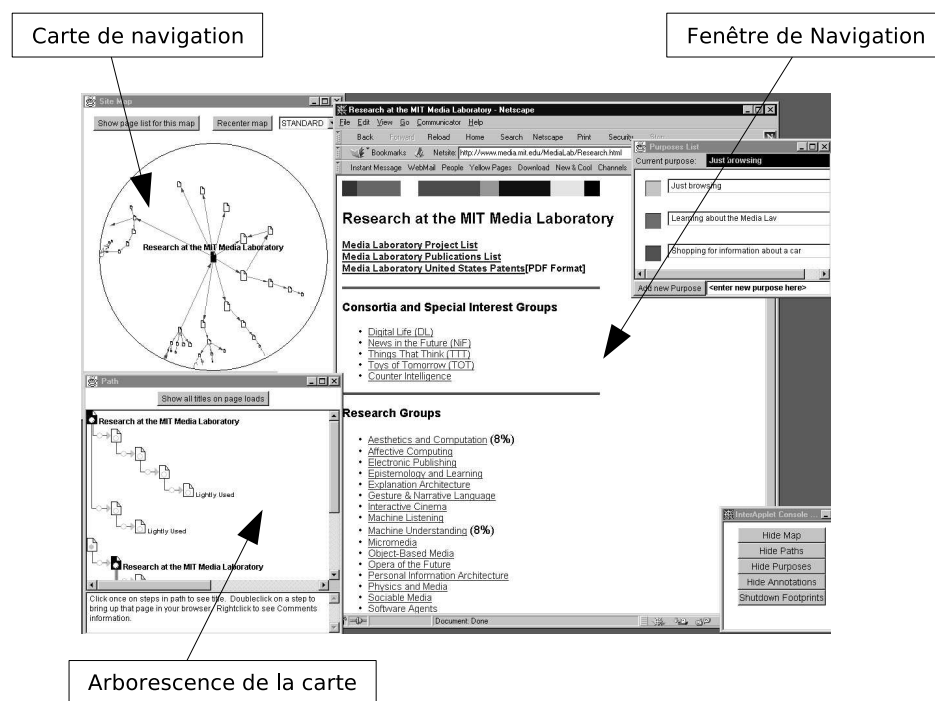 Carte de navigation
Fenêtre de Navigation
Site Map
Show page list for this map
Recenter map
STANDARD
Research at the MIT Media Laboratory
Research at the MIT Media Laboratory - Netscape
File Edit View Go Communicator Help
Back Forward Reload Home Search Netscape Print Security Stop
Bookmarks Netsite: http://www.media.mit.edu/MediaLab/Research.html
Instant Message WebMail People Yellow Pages Download New & Cool Channels
Research at the MIT Media Laboratory
Media Laboratory Project List
Media Laboratory Publications List
Media Laboratory United States Patents[PDF Format]
Consortia and Special Interest Groups
• Digital Life (DL)
• News in the Future (NiF)
• Things That Think (TTT)
• Toys of Tomorrow (TOT)
• Counter Intelligence
Research Groups
• Aesthetics and Computation (8%)
• Affective Computing
• Electronic Publishing
• Epistemology and Learning
• Explanation Architecture
• Gesture & Narrative Language
• Interactive Cinema
• Machine Listening
• Machine Understanding (8%)
• Micromedia
• Object-Based Media
• Opera of the Future
• Personal Information Architecture
• Physics and Media
• Sociable Media
• Software Agents
Document: Done
Purposes List
Current purpose: Just browsing
Just browsing
Learning about the Media Lav
Shopping for information about a car
Add new Purpose <enter new purpose here>
Path
Show all titles on page loads
Research at the MIT Media Laboratory
Lightly Used
Lightly Used
Research at the MIT Media Laboratory
Click once on steps in path to see title. Doubleclick on a step to
bring up that page in your browser. Rightclick to see Comments
information.
InterApplet Console ...
Hide Map
Hide Paths
Hide Purposes
Hide Annotations
Shutdown Footprints
Arborescence de la carte